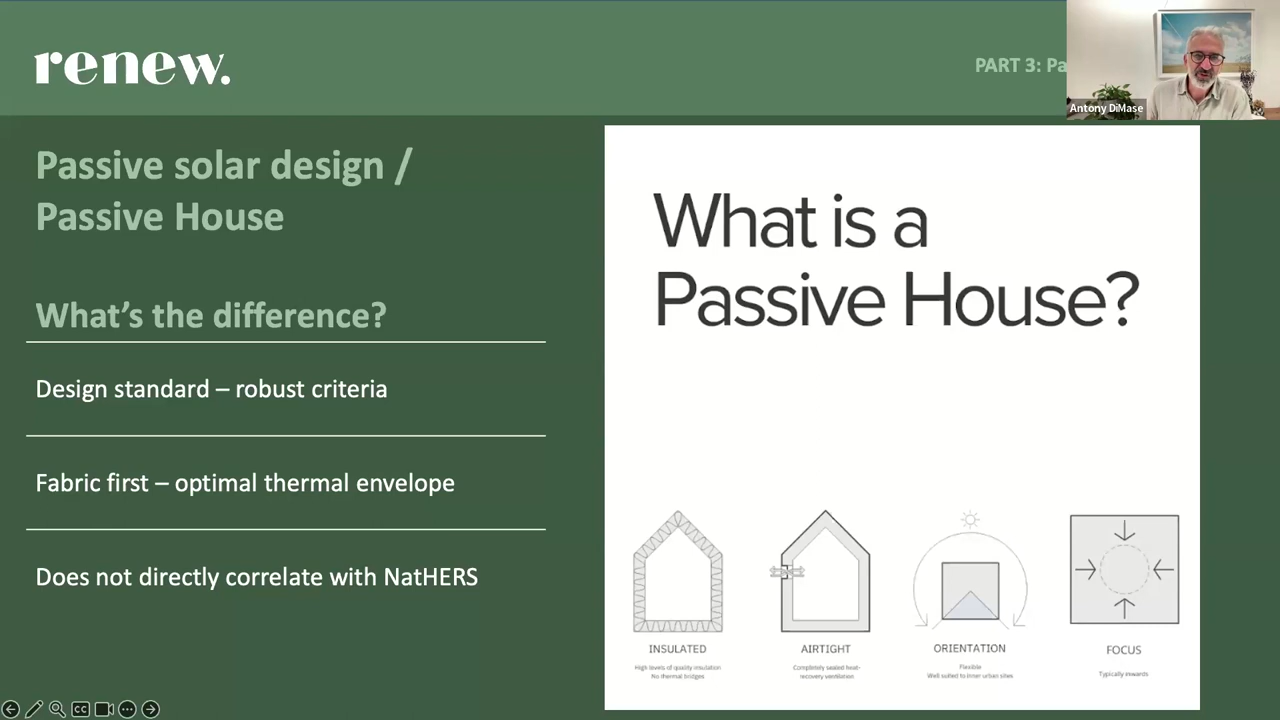 renew.
PART 3: Pa
Antony DiMase
Passive solar design /
Passive House
What's the difference?
Design standard – robust criteria
Fabric first – optimal thermal envelope
Does not directly correlate with NatHERS
What is a
Passive House?
INSULATED
High levels of quality insulation
No thermal bridges
AIRTIGHT
Completely sealed heat-
recovery ventilation
ORIENTATION
Flexible
Well suited to inner urban sites
FOCUS
Typically inwards
CC